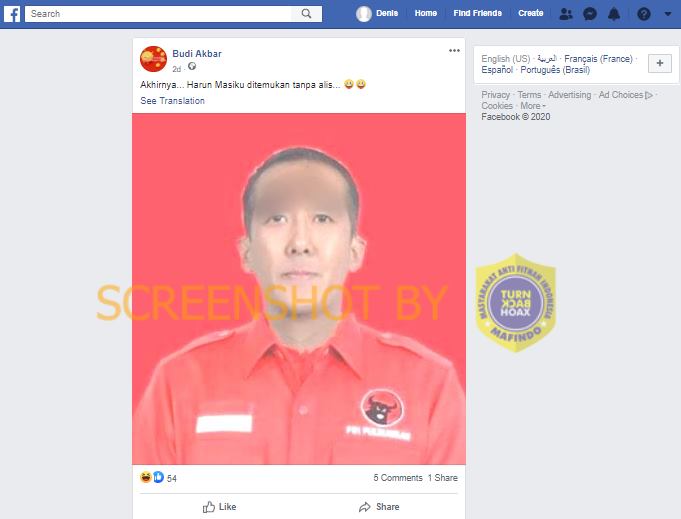 f
Search
Denis Home Find Friends Create
Budi Akbar
2d
Akhirnya... Harun Masiku ditemukan tanpa alis...
See Translation
English (US) · العربية · Français (France) ·
Español · Português (Brasil)
+
Privacy · Terms · Advertising · Ad Choices ·
Cookies · More
Facebook © 2020
SCREENSHOT BY
MASYARAKAT ANTI FITNAH INDONESIA
TURN
BACK
HOAX
MAFINDO
54
5 Comments 1 Share
Like Share